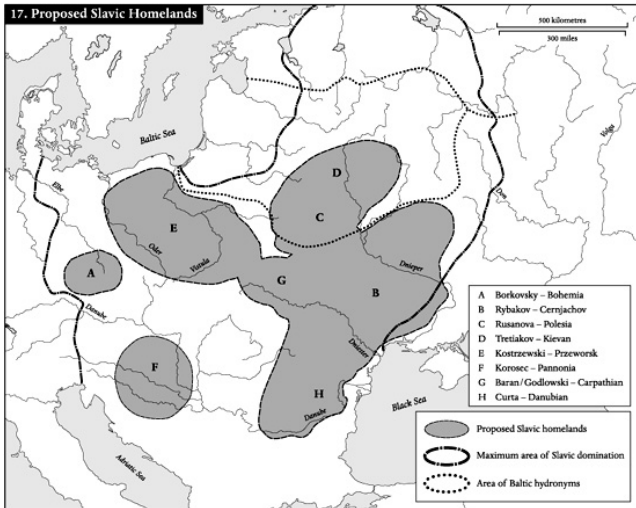 17. Proposed Slavic Homelands
500 kilometres
300 miles
Baltic Sea
Volga
Elbe
Don
D
C
E
Oder
Vistula
Dnieper
A
G
B
Danube
Dniester
F
H
Danube
Black Sea
Adriatic Sea
A Borkovsky – Bohemia
B Rybakov – Cernjachov
C Rusanova – Polesia
D Tretiakov – Kievan
E Kostrzewski – Przeworsk
F Korosec – Pannonia
G Baran/Godlowski – Carpathian
H Curta – Danubian
Proposed Slavic homelands
Maximum area of Slavic domination
Area of Baltic hydronyms